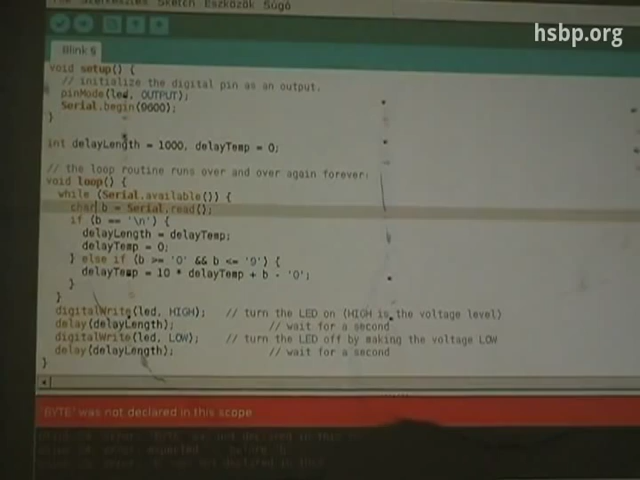 Szerkesztés Sketch Eszközök Súgó
hsbp.org
Blink §
void setup() {
// initialize the digital pin as an output.
pinMode(led, OUTPUT);
Serial.begin(9600);
}
int delayLength = 1000, delayTemp = 0;
// the loop routine runs over and over again forever:
void loop() {
while (Serial.available()) {
char b = Serial.read();
if (b == '\n') {
delayLength = delayTemp;
delayTemp = 0;
} else if (b >= '0' && b <= '9') {
delayTemp = 10 * delayTemp + b - '0';
}
}
digitalWrite(led, HIGH); // turn the LED on (HIGH is the voltage level)
delay(delayLength); // wait for a second
digitalWrite(led, LOW); // turn the LED off by making the voltage LOW
delay(delayLength); // wait for a second
}
'BYTE' was not declared in this scope